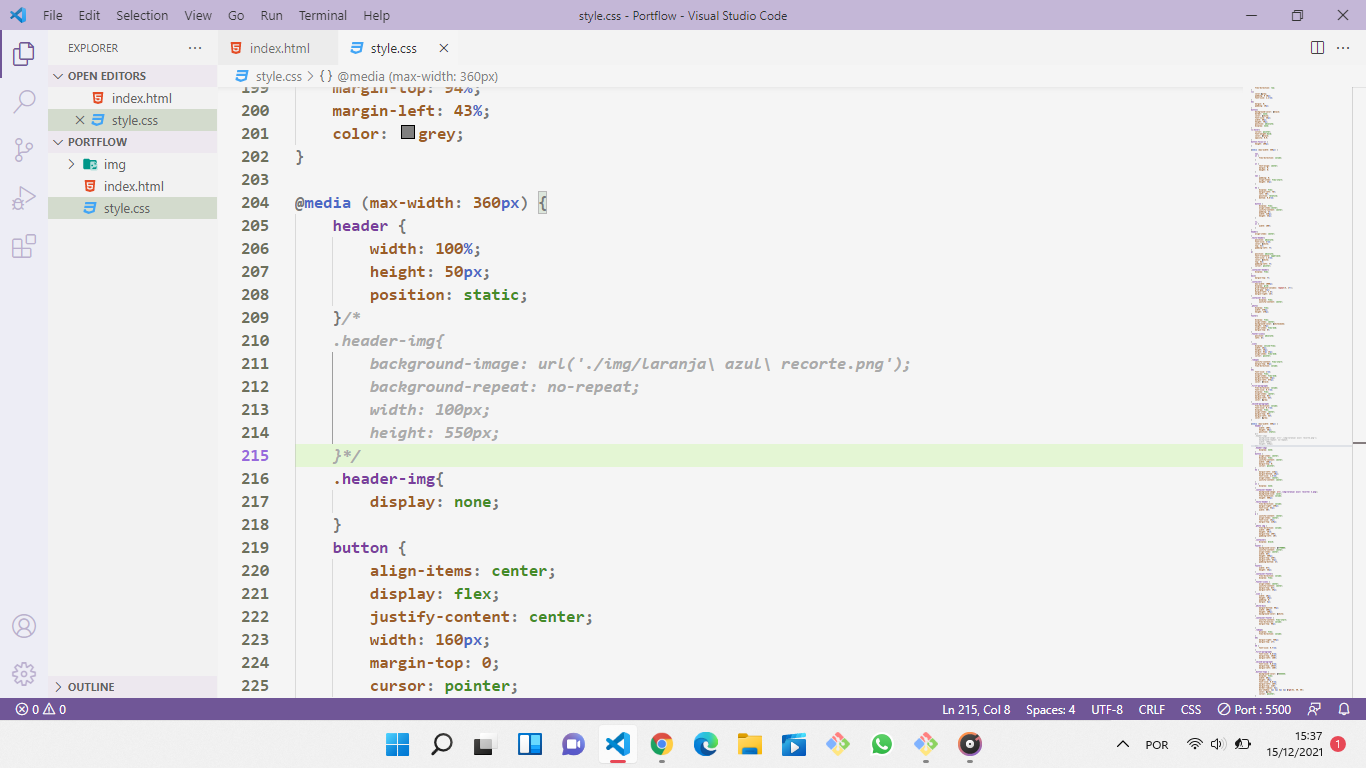 File Edit Selection View Go Run Terminal Help
style.css - Portflow - Visual Studio Code
EXPLORER
OPEN EDITORS
index.html
style.css
PORTFLOW
img
index.html
style.css
OUTLINE
index.html
style.css
style.css > {} @media (max-width: 360px)
199 margin-top: 94%;
200 margin-left: 43%;
201 color: grey;
202 }
203
204 @media (max-width: 360px) {
205 header {
206 width: 100%;
207 height: 50px;
208 position: static;
209 }/*
210 .header-img{
211 background-image: url('./img/laranja\ azul\ recorte.png');
212 background-repeat: no-repeat;
213 width: 100px;
214 height: 550px;
215 }*/
216 .header-img{
217 display: none;
218 }
219 button {
220 align-items: center;
221 display: flex;
222 justify-content: center;
223 width: 160px;
224 margin-top: 0;
225 cursor: pointer;
0 0 Ln 215, Col 8 Spaces: 4 UTF-8 CRLF CSS Port : 5500
POR
15:37
15/12/2021
1